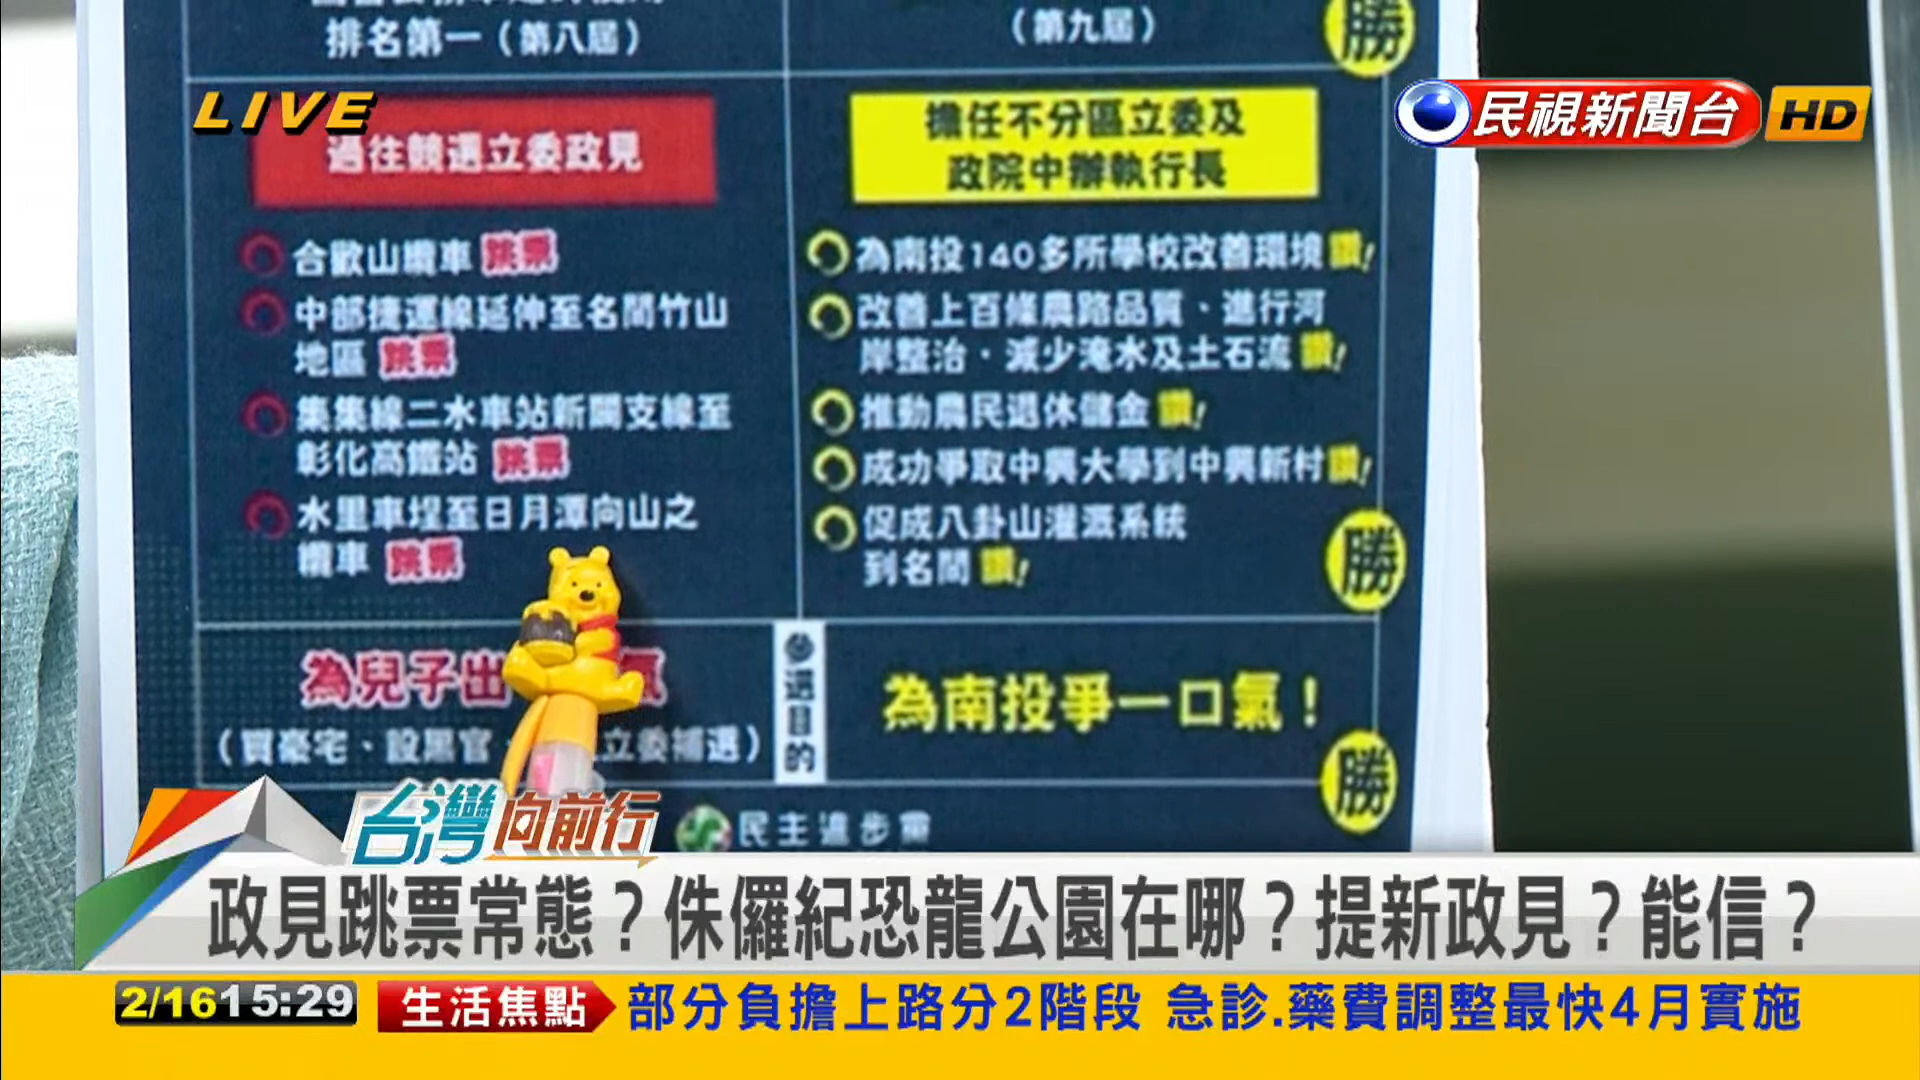 排名第一（第八屆）
（第九屆）
勝
LIVE
民視新聞台 HD
過往競選立委政見
合歡山纜車 跳票
中部捷運線延伸至名間竹山
地區 跳票
集集線二水車站新闢支線至
彰化高鐵站 跳票
水里車埕至日月潭向山之
纜車 跳票
擔任不分區立委及
政院中辦執行長
為南投140多所學校改善環境 讚!
改善上百條農路品質、進行河
岸整治，減少淹水及土石流 讚!
推動農民退休儲金 讚!
成功爭取中興大學到中興新村 讚!
促成八卦山灌溉系統
到名間 讚!
勝
為兒子出 氣
（買豪宅、設黑官、 立委補選）
參選目的
為南投爭一口氣！
勝
民主進步黨
台灣向前行
政見跳票常態？侏儸紀恐龍公園在哪？提新政見？能信？
2/16 15:29 生活焦點 部分負擔上路分2階段 急診.藥費調整最快4月實施